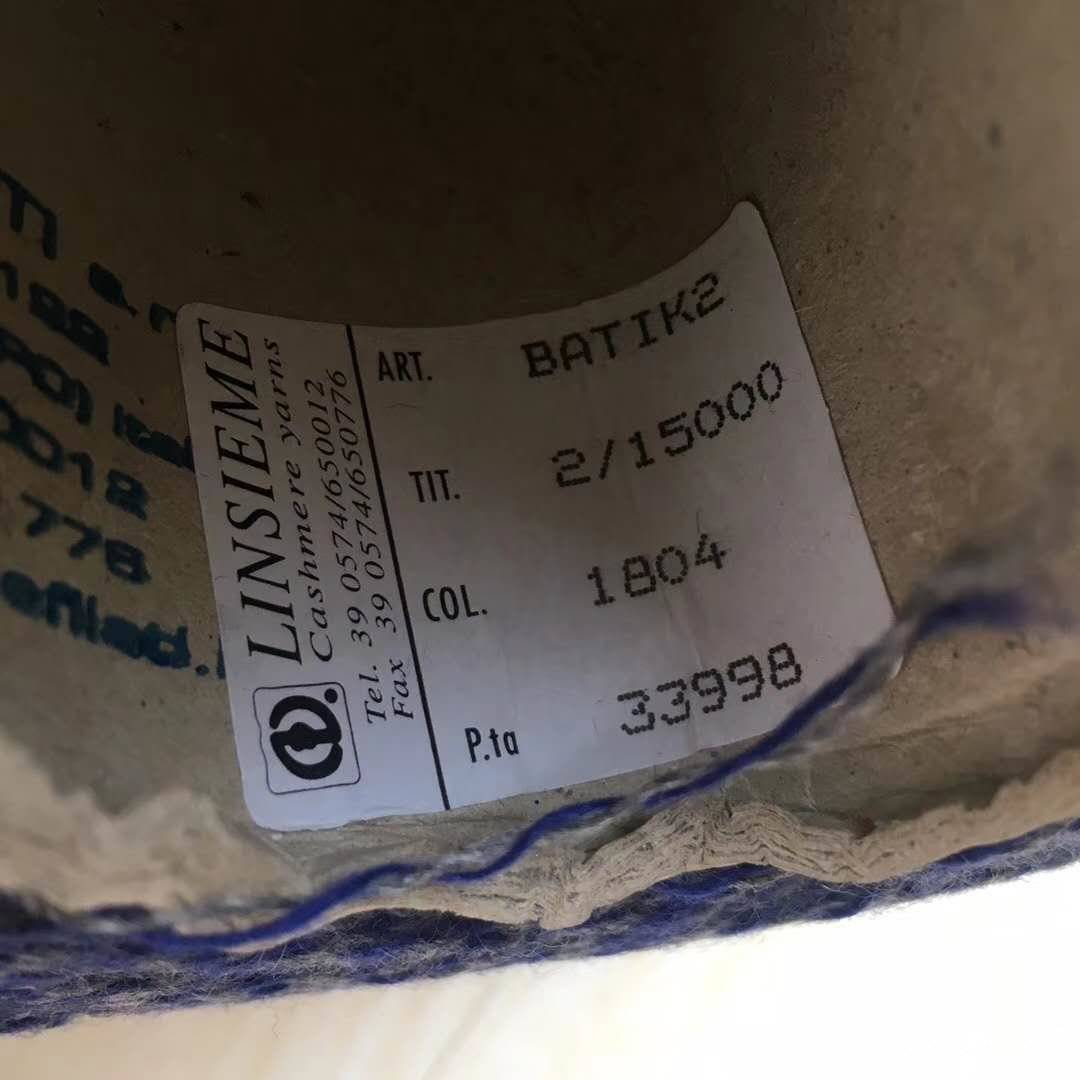 LINSIEME
Cashmere yarns
Tel. 39 0574/650012
Fax 39 0574/650776
ART. BATIK2
TIT. 2/15000
COL. 1804
P.ta 33998